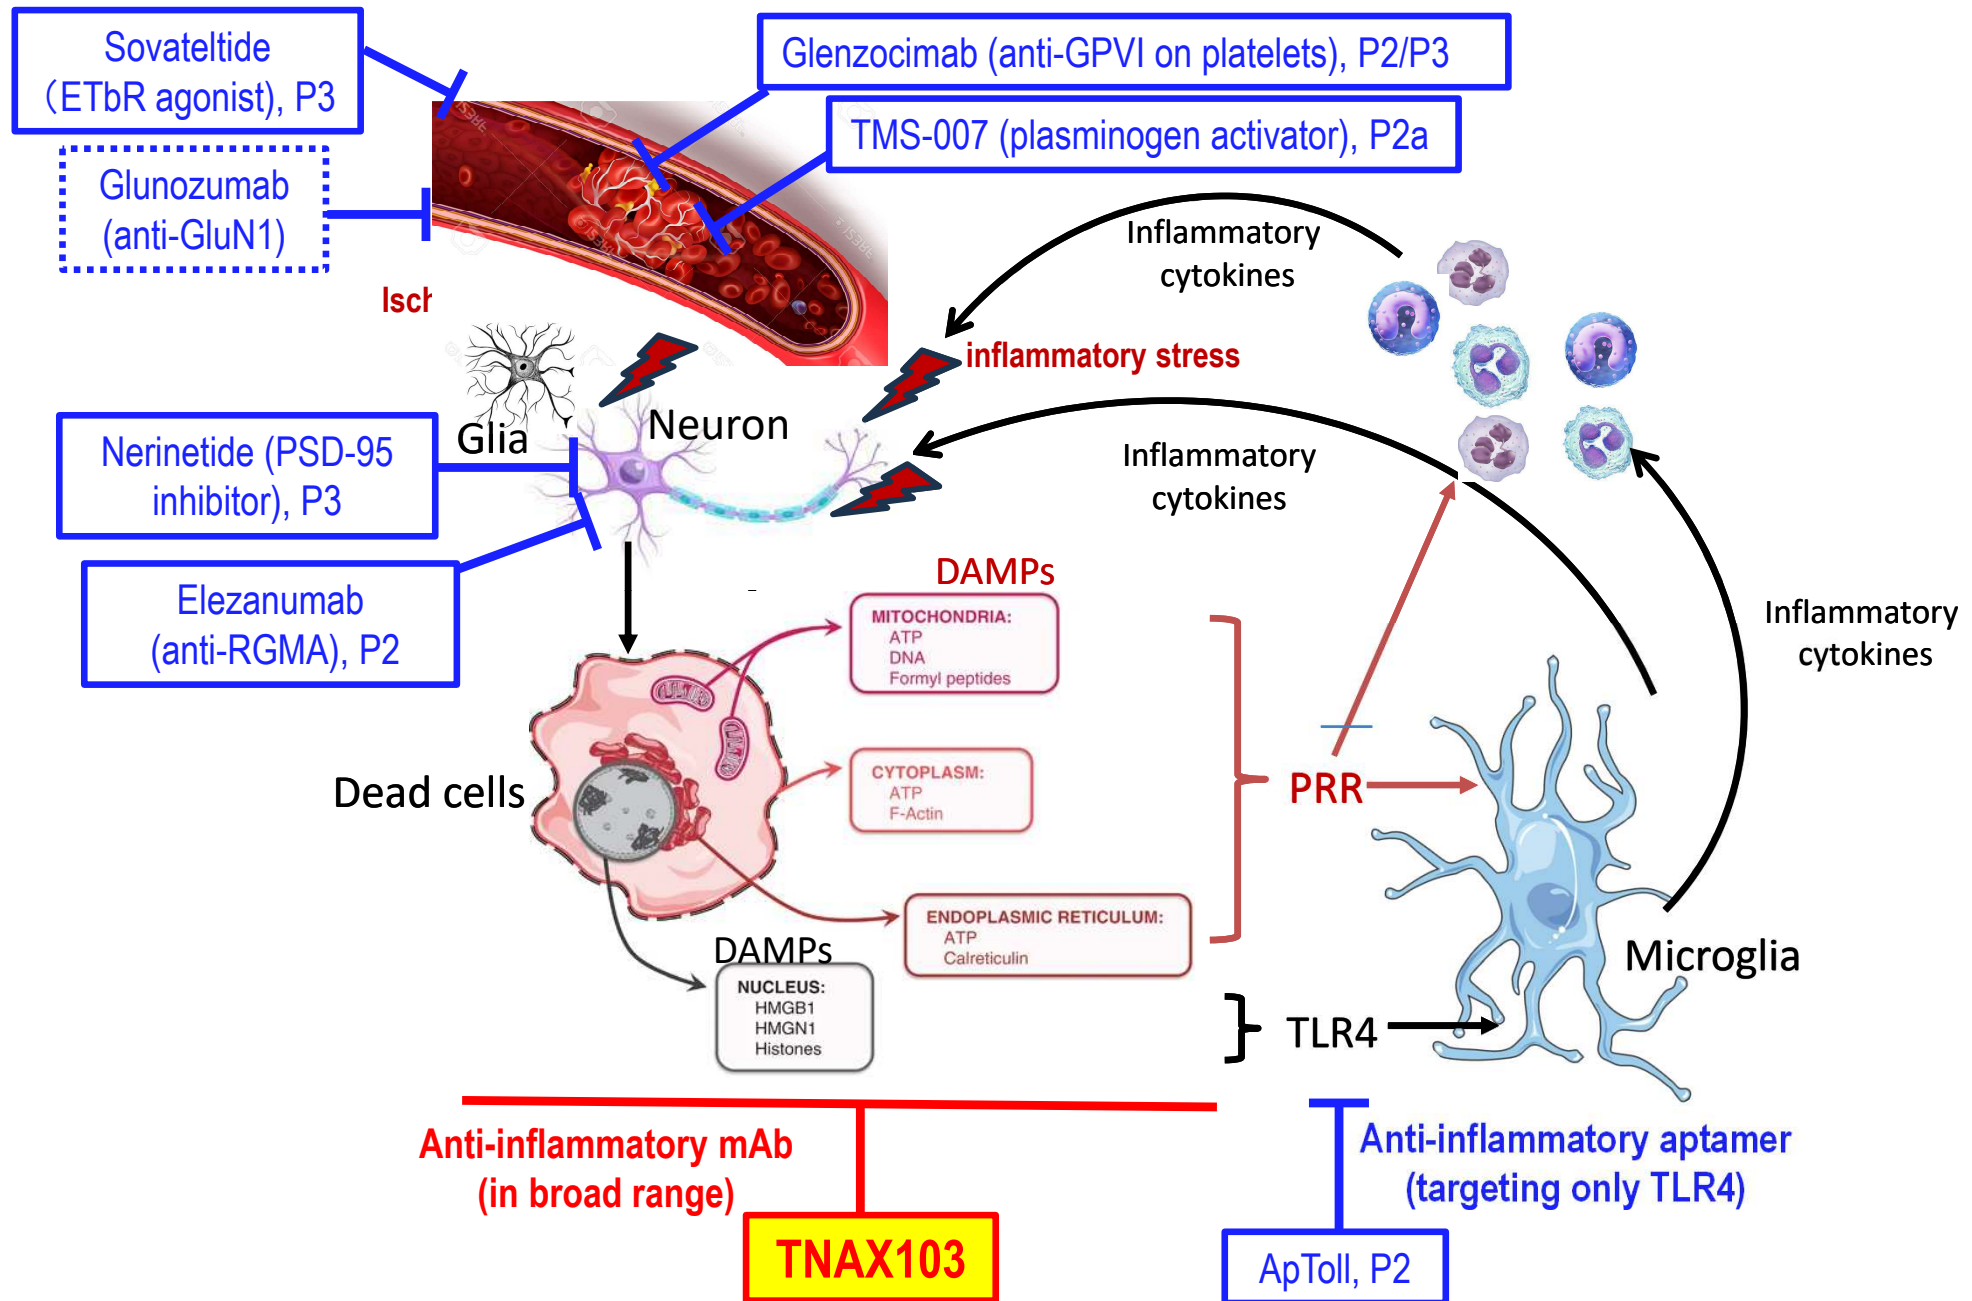 Sovateltide
（ETbR agonist), P3
Glenzocimab (anti-GPVI on platelets), P2/P3
TMS-007 (plasminogen activator), P2a
Glunozumab
(anti-GluN1)
Inflammatory
cytokines
Isch
inflammatory stress
Glia
Neuron
Nerinetide (PSD-95
inhibitor), P3
Inflammatory
cytokines
Elezanumab
(anti-RGMA), P2
DAMPs
MITOCHONDRIA:
ATP
DNA
Formyl peptides
Inflammatory
cytokines
Dead cells
CYTOPLASM:
ATP
F-Actin
PRR
ENDOPLASMIC RETICULUM:
ATP
Calreticulin
DAMPs
NUCLEUS:
HMGB1
HMGN1
Histones
Microglia
TLR4
Anti-inflammatory mAb
(in broad range)
TNAX103
Anti-inflammatory aptamer
(targeting only TLR4)
ApToll, P2